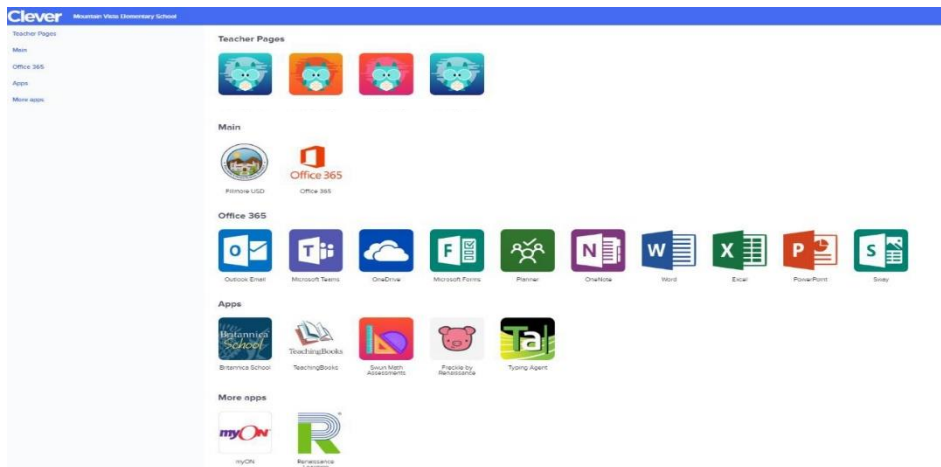 Clever Mountain Vista Elementary School
Teacher Pages
Main
Office 365
Apps
More apps
Teacher Pages
Main
Office 365
Fillmore USD Office 365
Office 365
O T F N W X P S
Outlook Email Microsoft Teams OneDrive Microsoft Forms Planner OneNote Word Excel PowerPoint Sway
Apps
Britannica School TeachingBooks Ta
Britannica School TeachingBooks Swun Math Assessments Freckle by Renaissance Typing Agent
More apps
myON R
myON Renaissance